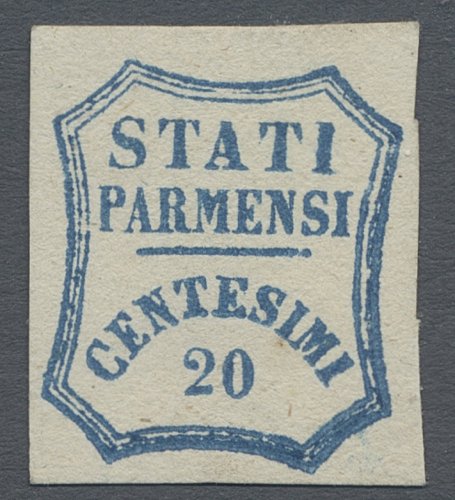 STATI
PARMENSI
CENTESIMI
20